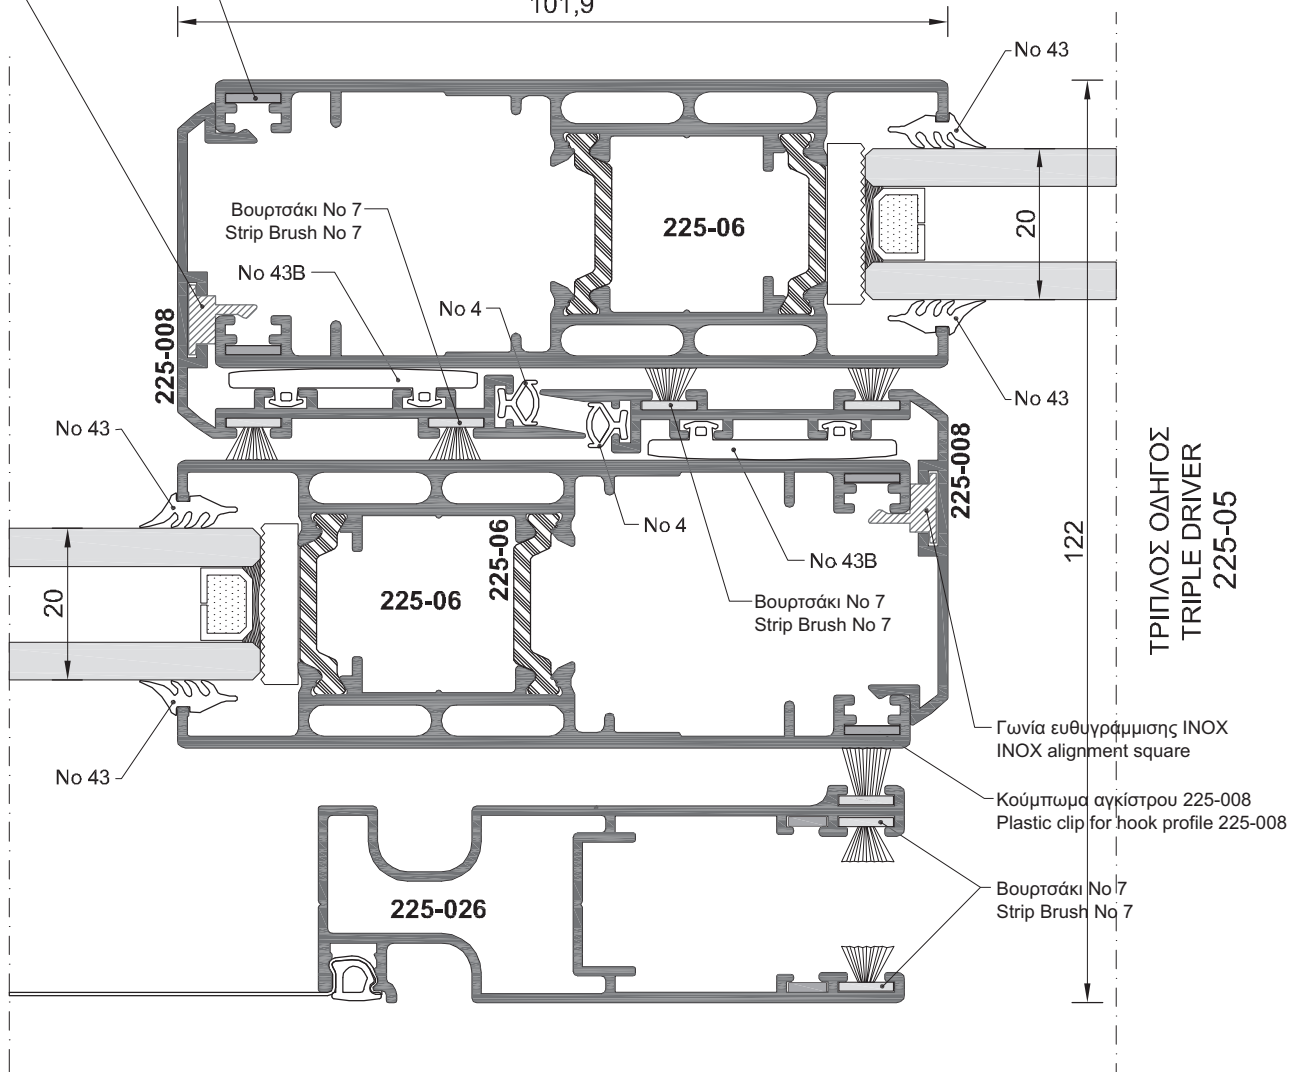 101,9
No 43
No 43
20
225-06
Βουρτσάκι No 7
Strip Brush No 7
No 43B
No 4
225-008
No 43
No 43
225-008
No 4
No 43B
225-06
225-06
20
Βουρτσάκι No 7
Strip Brush No 7
122
ΤΡΙΠΛΟΣ ΟΔΗΓΟΣ
TRIPLE DRIVER
225-05
No 43
Γωνία ευθυγράμμισης INOX
INOX alignment square
Κούμπωμα αγκίστρου 225-008
Plastic clip for hook profile 225-008
225-026
Βουρτσάκι No 7
Strip Brush No 7